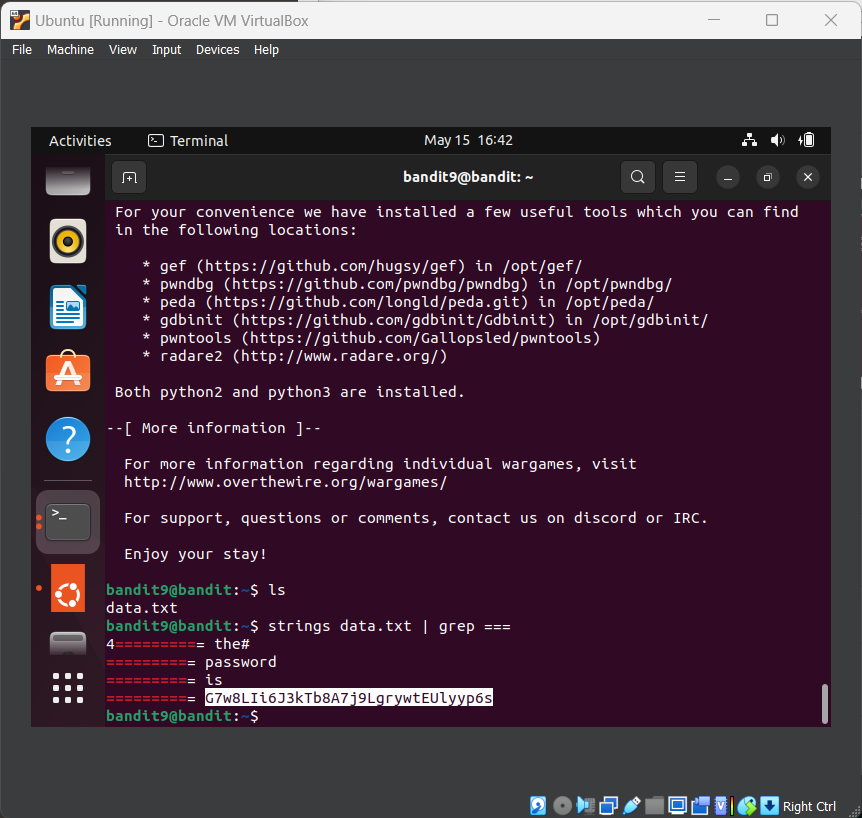 Ubuntu [Running] - Oracle VM VirtualBox
File Machine View Input Devices Help
Activities Terminal May 15 16:42
bandit9@bandit: ~
For your convenience we have installed a few useful tools which you can find
in the following locations:
* gef (https://github.com/hugsy/gef) in /opt/gef/
* pwndbg (https://github.com/pwndbg/pwndbg) in /opt/pwndbg/
* peda (https://github.com/longld/peda.git) in /opt/peda/
* gdbinit (https://github.com/gdbinit/Gdbinit) in /opt/gdbinit/
* pwntools (https://github.com/Gallopsled/pwntools)
* radare2 (http://www.radare.org/)
Both python2 and python3 are installed.
--[ More information ]--
For more information regarding individual wargames, visit
http://www.overthewire.org/wargames/
For support, questions or comments, contact us on discord or IRC.
Enjoy your stay!
bandit9@bandit:~$ ls
data.txt
bandit9@bandit:~$ strings data.txt | grep ===
4========== the#
========== password
========== is
========== G7w8LIi6J3kTb8A7j9LgrywtEUlyyp6s
bandit9@bandit:~$
Right Ctrl